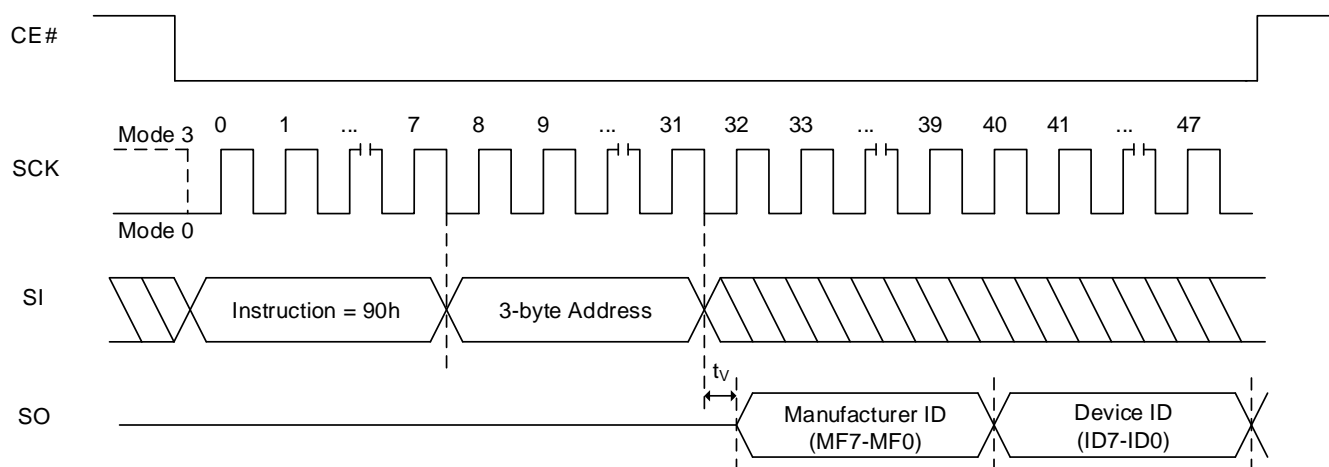 CE#
0 1 ... 7 8 9 ... 31 32 33 ... 39 40 41 ... 47
Mode 3
SCK
Mode 0
SI
Instruction = 90h
3-byte Address
tV
SO
Manufacturer ID
(MF7-MF0)
Device ID
(ID7-ID0)